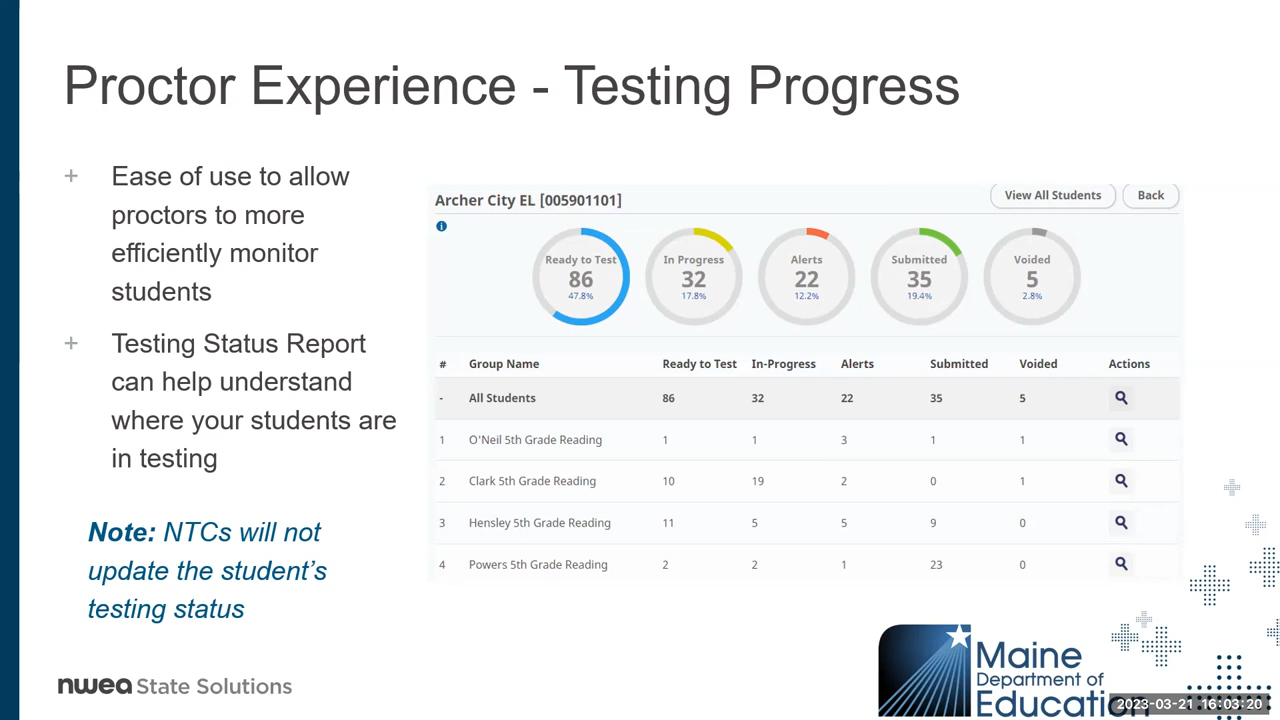 Proctor Experience - Testing Progress
+ Ease of use to allow
proctors to more
efficiently monitor
students
+ Testing Status Report
can help understand
where your students are
in testing
Note: NTCs will not
update the student's
testing status
Archer City EL [005901101]
View All Students
Back
Ready to Test
86
47.8%
In Progress
32
17.8%
Alerts
22
12.2%
Submitted
35
19.4%
Voided
5
2.8%
# Group Name Ready to Test In-Progress Alerts Submitted Voided Actions
- All Students 86 32 22 35 5
1 O'Neil 5th Grade Reading 1 1 3 1 1
2 Clark 5th Grade Reading 10 19 2 0 1
3 Hensley 5th Grade Reading 11 5 5 9 0
4 Powers 5th Grade Reading 2 2 1 23 0
nwea State Solutions
Maine
Department of
Education
2023-03-21 16:03:20